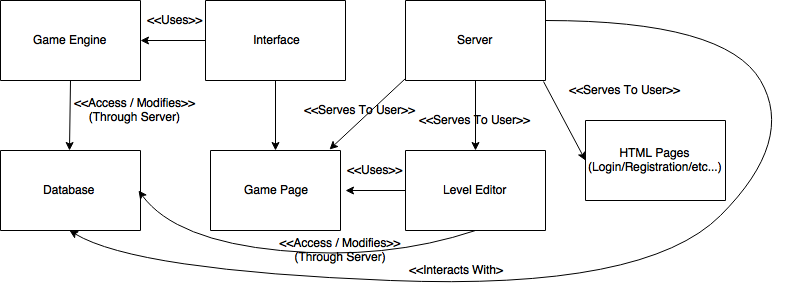 <<Uses>>
Game Engine
Interface
Server
<<Access / Modifies>>
(Through Server)
<<Serves To User>>
<<Serves To User>>
<<Serves To User>>
HTML Pages
(Login/Registration/etc...)
Database
Game Page
<<Uses>>
Level Editor
<<Access / Modifies>>
(Through Server)
<<Interacts With>